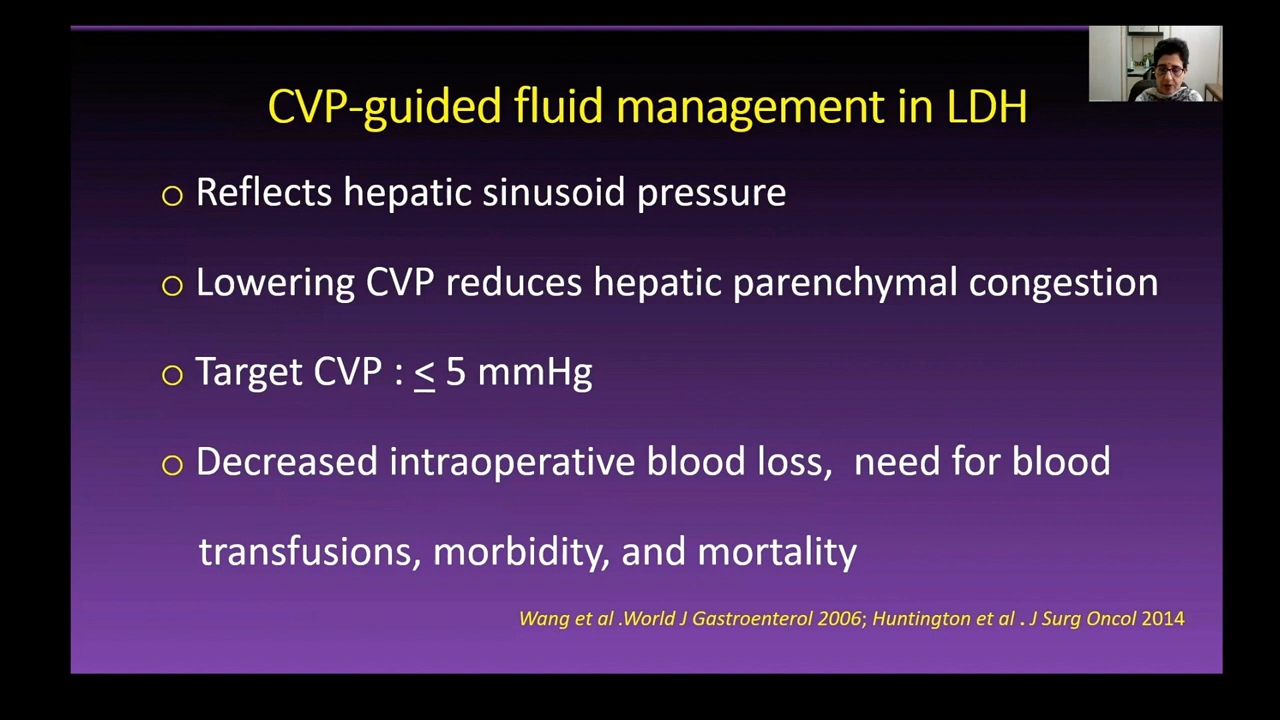 CVP-guided fluid management in LDH
o Reflects hepatic sinusoid pressure
o Lowering CVP reduces hepatic parenchymal congestion
o Target CVP : ≤ 5 mmHg
o Decreased intraoperative blood loss,  need for blood
transfusions, morbidity, and mortality
Wang et al .World J Gastroenterol 2006; Huntington et al . J Surg Oncol 2014